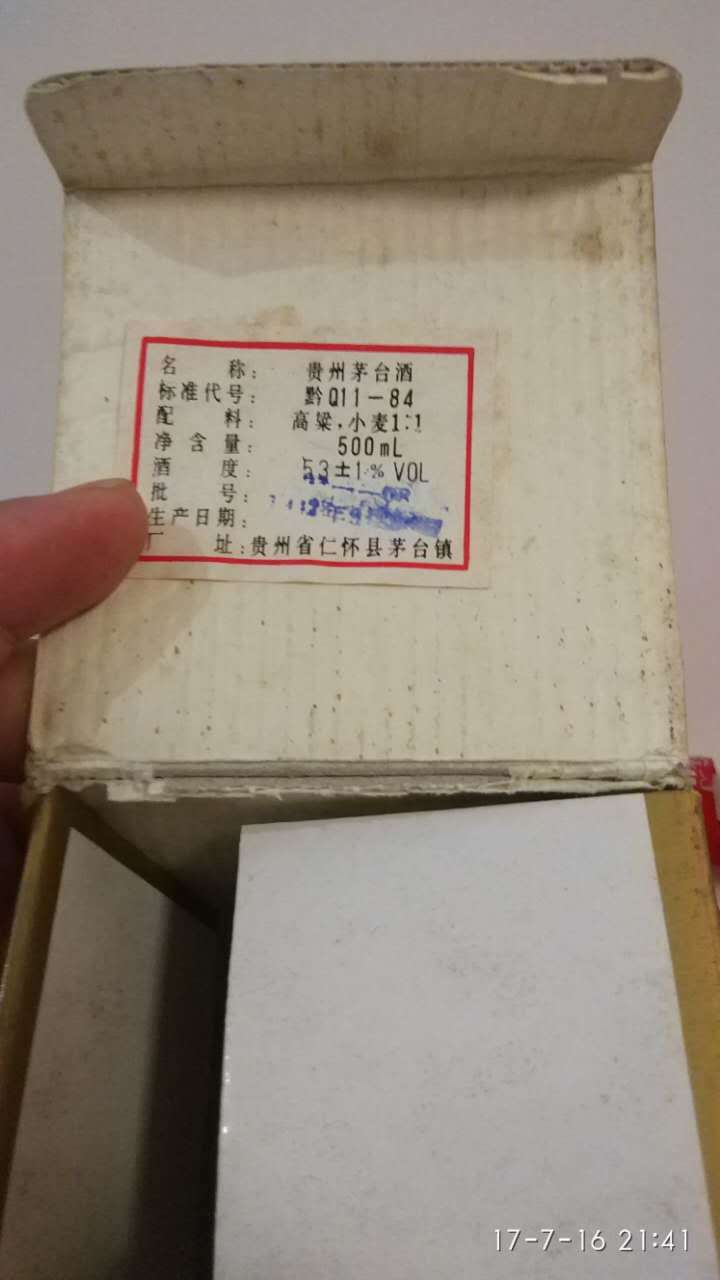 名 称: 贵州茅台酒
标准代号: 黔Q11-84
配 料: 高粱,小麦1:1
净含量: 500mL
酒 度: 53±1%VOL
批 号:
生产日期:
厂 址:贵州省仁怀县茅台镇
17-7-16 21:41